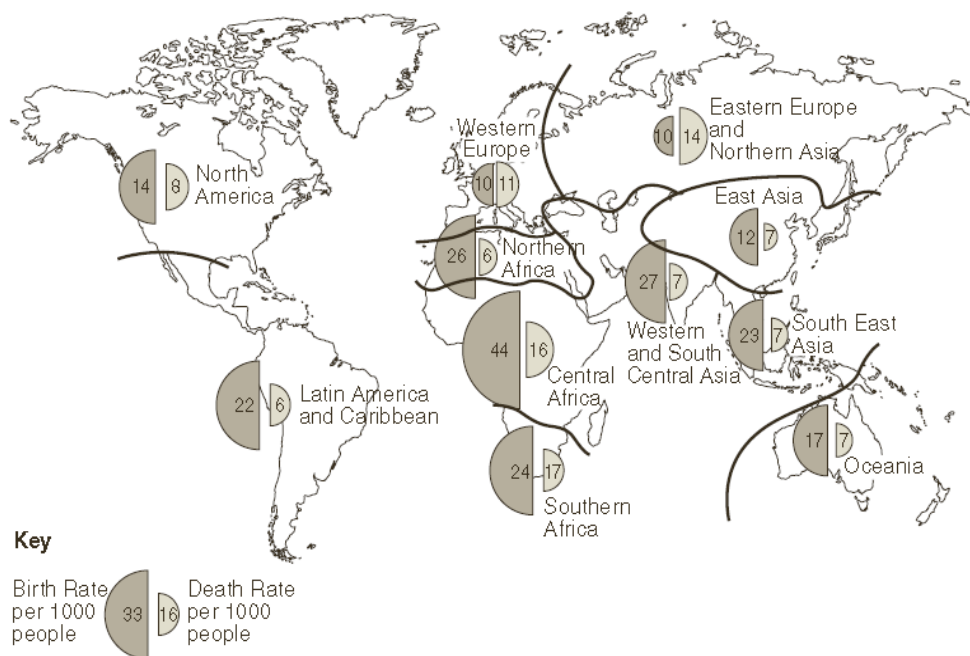 10
14
Eastern Europe
and
Northern Asia
Western
Europe
10
11
14
8
North
America
East Asia
12
7
26
6
Northern
Africa
27
7
Western
and South
Central Asia
23
7
South East
Asia
44
16
Central
Africa
22
6
Latin America
and Caribbean
17
7
Oceania
24
17
Southern
Africa
Key
Birth Rate
per 1000
people
33
16
Death Rate
per 1000
people